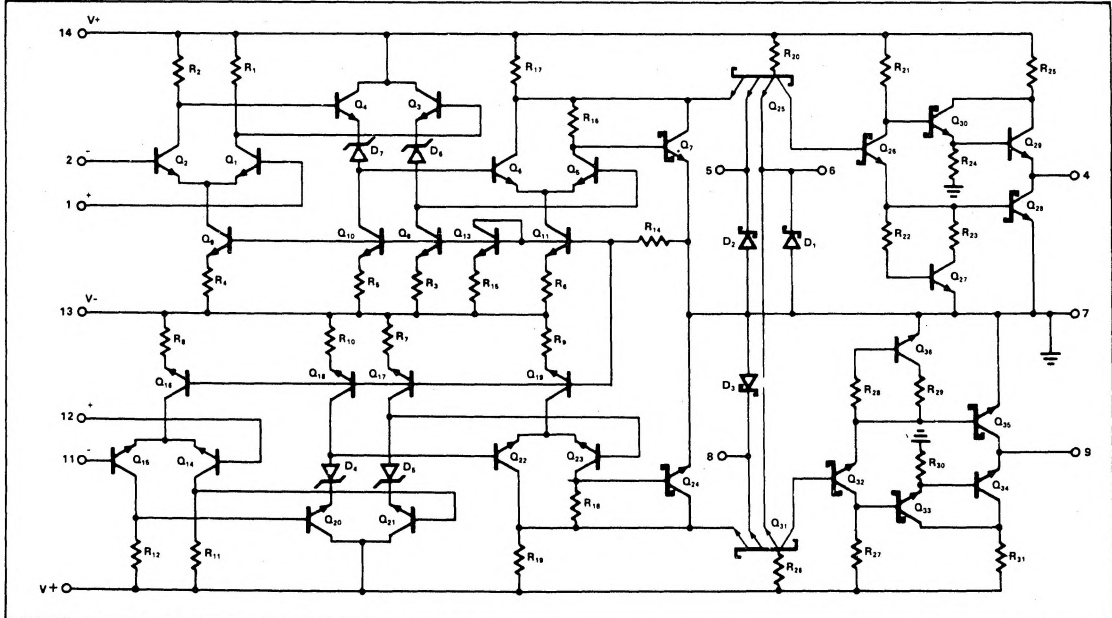 V+
14
R2
R1
R17
R20
R21
R25
Q4
Q3
Q25
Q30
R16
Q7
2 -
Q2
Q1
D7
D6
Q6
Q5
Q26
R24
Q29
5
6
4
1 +
Q28
Q9
Q10
Q8
Q13
Q11
R14
D2
D1
R22
R23
R4
R5
R3
R15
R6
Q27
V-
13
7
R8
R10
R7
R9
Q36
Q16
Q18
Q17
Q19
D3
R28
R29
12 +
Q35
11 -
Q15
Q14
Q22
Q23
8
R30
9
D4
D5
Q24
Q32
Q34
Q20
Q21
R18
Q31
Q33
R12
R11
R19
R26
R27
R31
V+